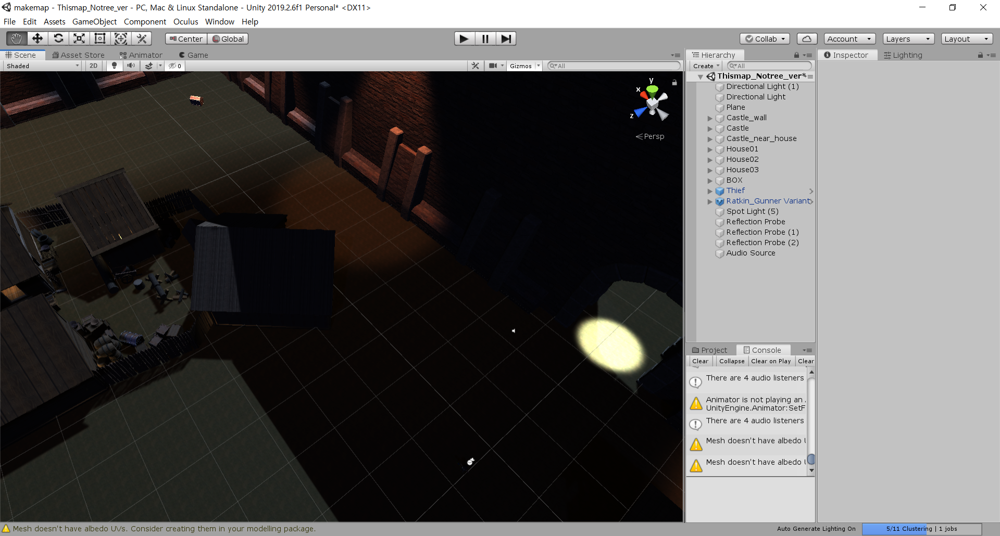 makemap - Thismap_Notree_ver - PC, Mac & Linux Standalone - Unity 2019.2.6f1 Personal* <DX11>
File Edit Assets GameObject Component Oculus Window Help
Center Global Collab Account Layers Layout
Scene Asset Store Animator Game
Shaded 2D 0 Gizmos All
y
x
z
Persp
Hierarchy
Create All
Thismap_Notree_ver*
Directional Light (1)
Directional Light
Plane
Castle_wall
Castle
Castle_near_house
House01
House02
House03
BOX
Thief
Ratkin_Gunner Variant
Spot Light (5)
Reflection Probe
Reflection Probe (1)
Reflection Probe (2)
Audio Source
Inspector Lighting
Project Console
Clear Collapse Clear on Play Clear
There are 4 audio listeners
Animator is not playing an
UnityEngine.Animator:SetF
There are 4 audio listeners
Mesh doesn't have albedo
Mesh doesn't have albedo
Mesh doesn't have albedo UVs. Consider creating them in your modelling package.
Auto Generate Lighting On 5/11 Clustering | 1 jobs